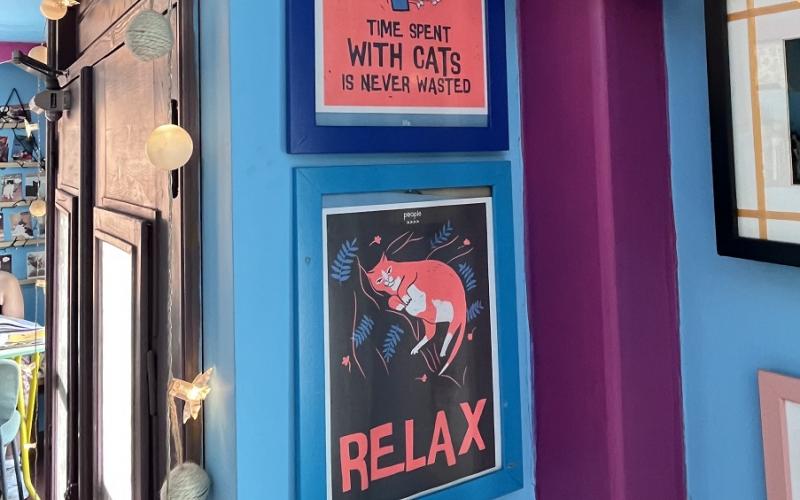 TIME SPENT
WITH CATS
IS NEVER WASTED
people
RELAX